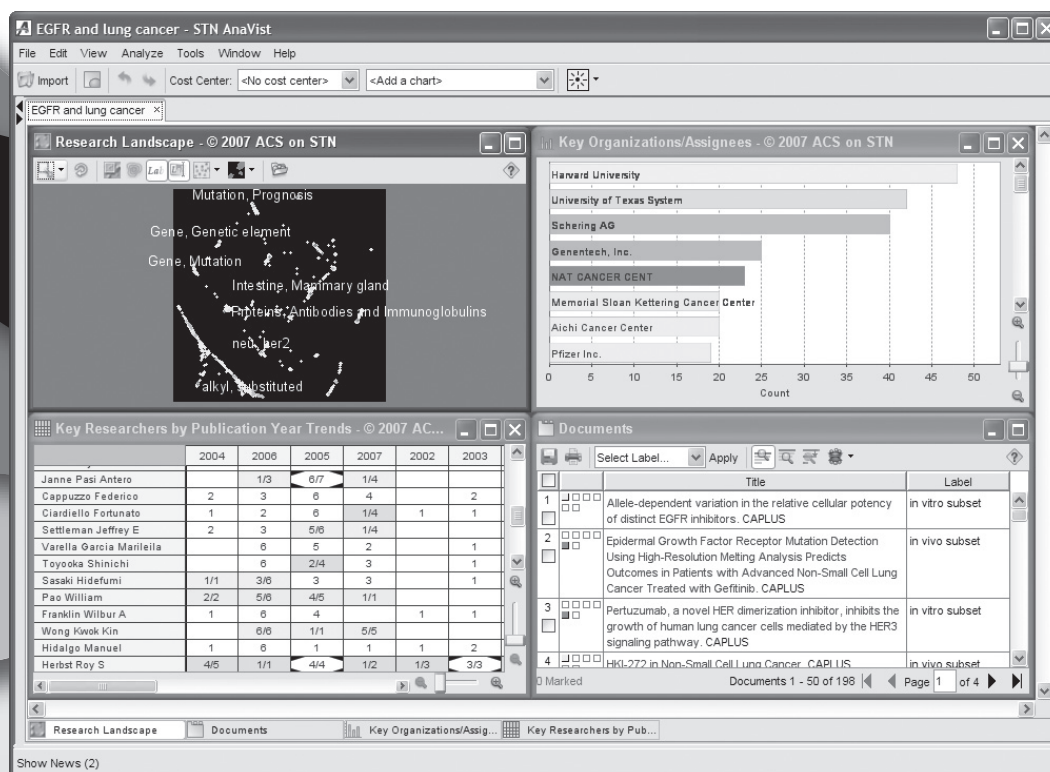 EGFR and lung cancer - STN AnaVist
File Edit View Analyze Tools Window Help
Import Cost Center: <No cost center> <Add a chart>
EGFR and lung cancer
Research Landscape - © 2007 ACS on STN
Lal
Mutation, Prognosis
Gene, Genetic element
Gene, Mutation
Intestine, Mammary gland
Proteins, Antibodies and Immunoglobulins
neu, her2
alkyl, substituted
Key Organizations/Assignees - © 2007 ACS on STN
Harvard University
University of Texas System
Schering AG
Genentech, Inc.
NAT CANCER CENT
Memorial Sloan Kettering Cancer Center
Aichi Cancer Center
Pfizer Inc.
0 5 10 15 20 25 30 35 40 45 50
Count
Key Researchers by Publication Year Trends - © 2007 AC...
2004 2006 2005 2007 2002 2003
Janne Pasi Antero 1/3 6/7 1/4
Cappuzzo Federico 2 3 6 4 2
Ciardiello Fortunato 1 2 6 1/4 1 1
Settleman Jeffrey E 2 3 5/6 1/4
Varella Garcia Marileila 6 5 2 1
Toyooka Shinichi 6 2/4 3 1
Sasaki Hidefumi 1/1 3/6 3 3 1
Pao William 2/2 5/6 4/5 1/1
Franklin Wilbur A 1 6 4 1 1
Wong Kwok Kin 6/6 1/1 5/5
Hidalgo Manuel 1 6 1 1 1 2
Herbst Roy S 4/5 1/1 4/4 1/2 1/3 3/3
Documents
Select Label... Apply
Title Label
1 Allele-dependent variation in the relative cellular potency in vitro subset
of distinct EGFR inhibitors. CAPLUS
2 Epidermal Growth Factor Receptor Mutation Detection in vivo subset
Using High-Resolution Melting Analysis Predicts
Outcomes in Patients with Advanced Non-Small Cell Lung
Cancer Treated with Gefitinib. CAPLUS
3 Pertuzumab, a novel HER dimerization inhibitor, inhibits the in vitro subset
growth of human lung cancer cells mediated by the HER3
signaling pathway. CAPLUS
4 HKI-272 in Non-Small Cell Lung Cancer. CAPLUS in vivo subset
0 Marked Documents 1 - 50 of 198 Page 1 of 4
Research Landscape Documents Key Organizations/Assig... Key Researchers by Pub...
Show News (2)